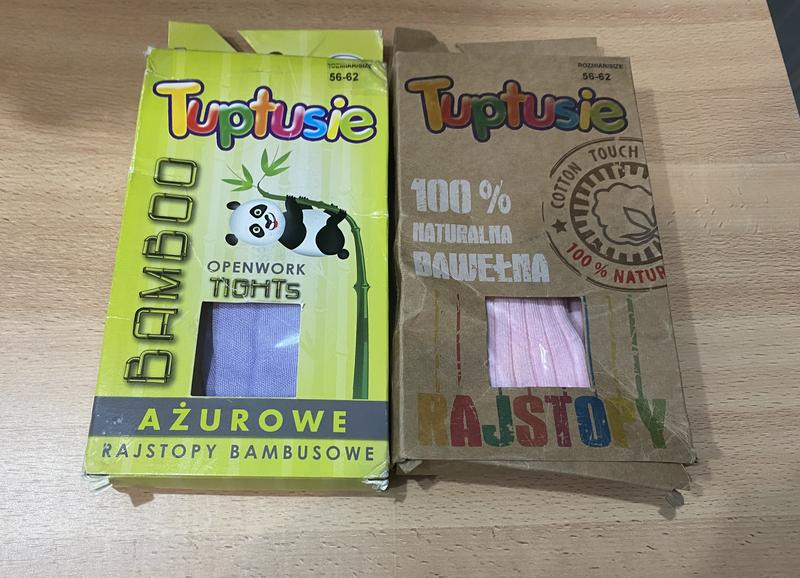 ROZMIAR/SIZE
56-62
Tuptusie
BAMBOO
OPENWORK
TIGHTS
AŻUROWE
RAJSTOPY BAMBUSOWE
ROZMIAR/SIZE
56-62
Tuptusie
COTTON TOUCH
100 % NATUR
100 %
NATURALNA
BAWEŁNA
RAJSTOPY